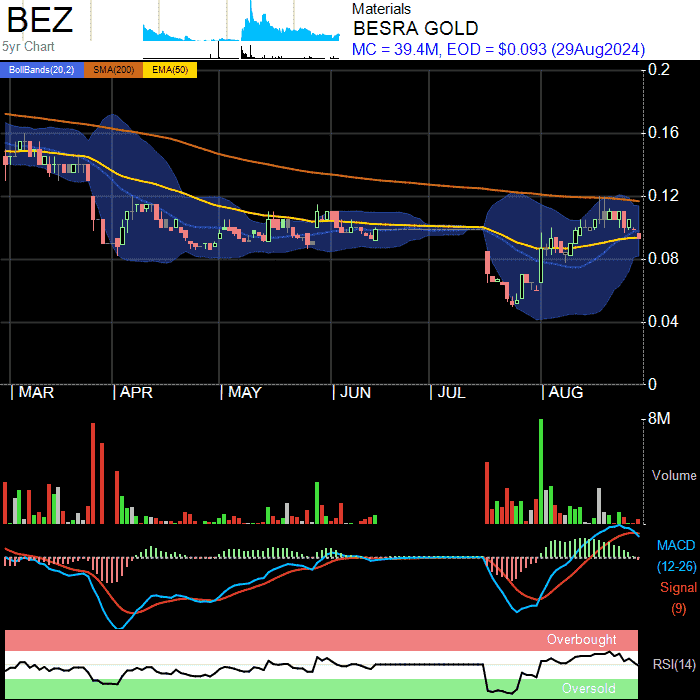 BEZ
5yr Chart
Materials
BESRA GOLD
MC = 39.4M, EOD = $0.093 (29Aug2024)
BollBands(20,2) SMA(200) EMA(50)
0.2
0.16
0.12
0.08
0.04
0
MAR APR MAY JUN JUL AUG
8M
Volume
MACD
(12-26)
Signal
(9)
Overbought
RSI(14)
Oversold